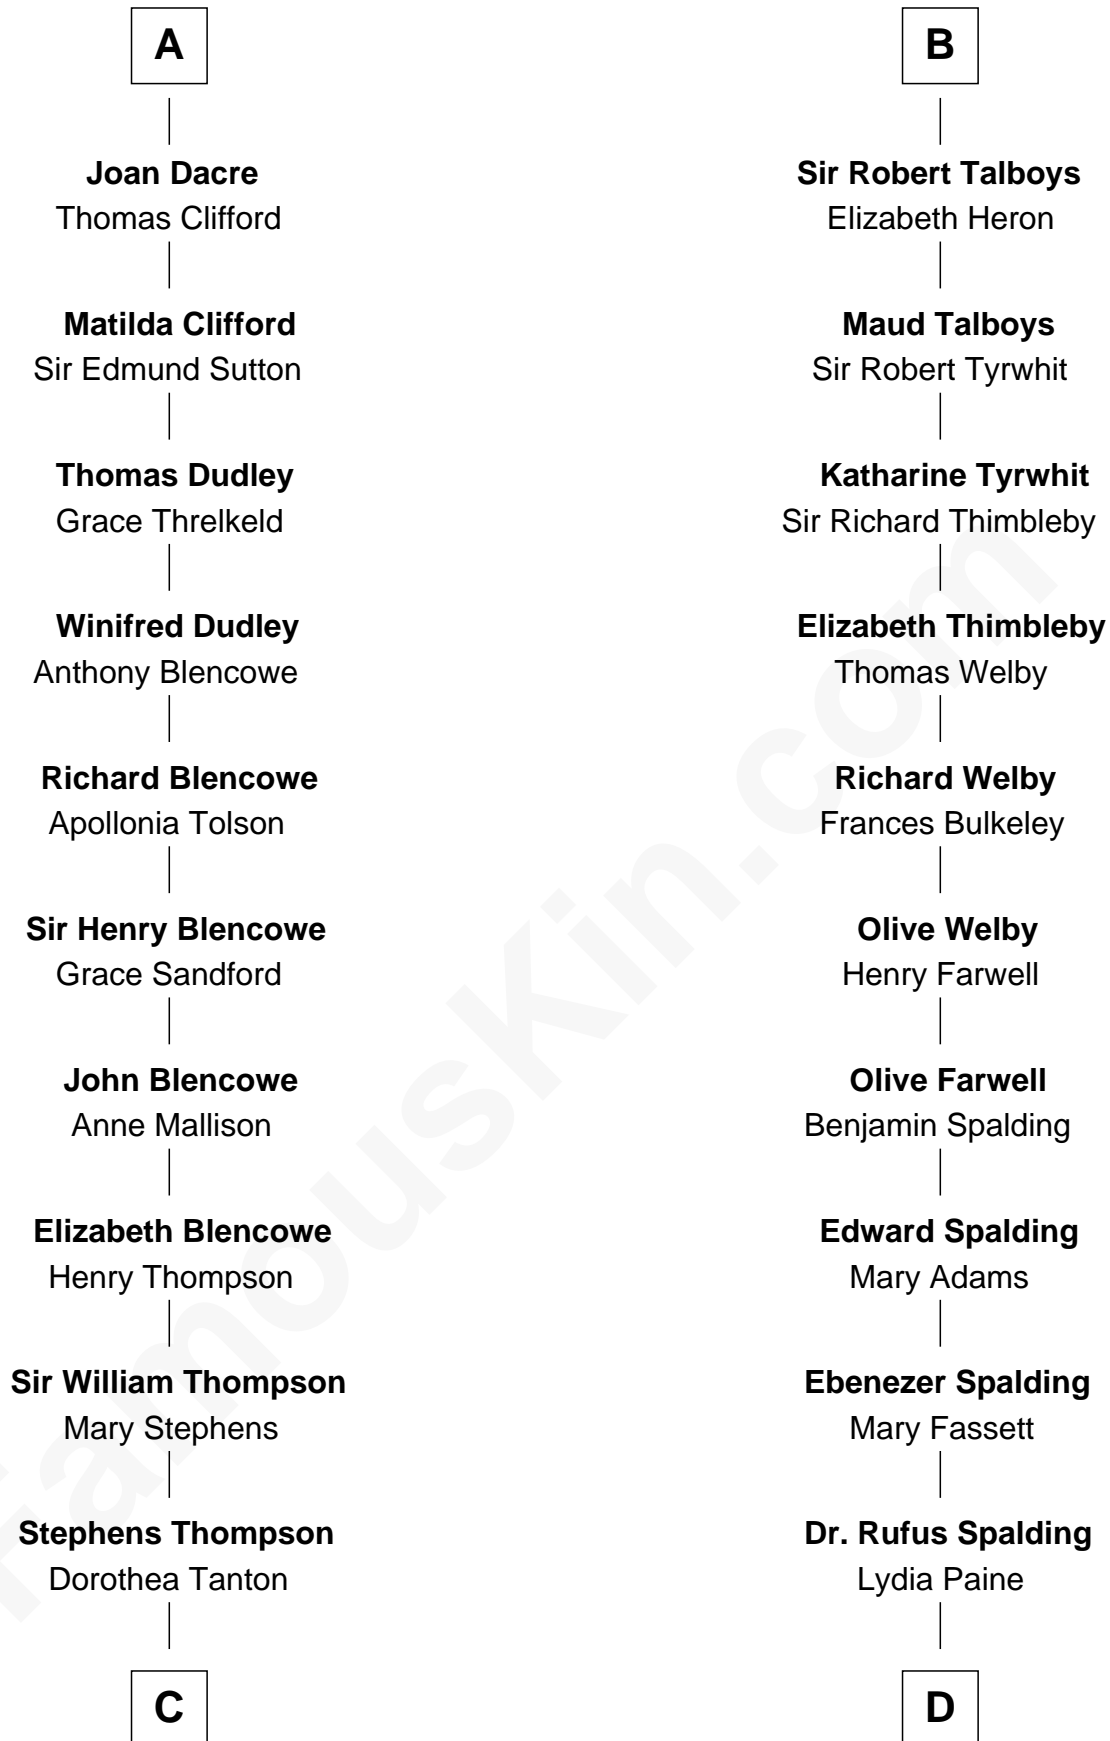 A
Joan Dacre
Thomas Clifford
Matilda Clifford
Sir Edmund Sutton
Thomas Dudley
Grace Threlkeld
Winifred Dudley
Anthony Blencowe
Richard Blencowe
Apollonia Tolson
Sir Henry Blencowe
Grace Sandford
John Blencowe
Anne Mallison
Elizabeth Blencowe
Henry Thompson
Sir William Thompson
Mary Stephens
Stephens Thompson
Dorothea Tanton
C
B
Sir Robert Talboys
Elizabeth Heron
Maud Talboys
Sir Robert Tyrwhit
Katharine Tyrwhit
Sir Richard Thimbleby
Elizabeth Thimbleby
Thomas Welby
Richard Welby
Frances Bulkeley
Olive Welby
Henry Farwell
Olive Farwell
Benjamin Spalding
Edward Spalding
Mary Adams
Ebenezer Spalding
Mary Fassett
Dr. Rufus Spalding
Lydia Paine
D
FamousKin.com